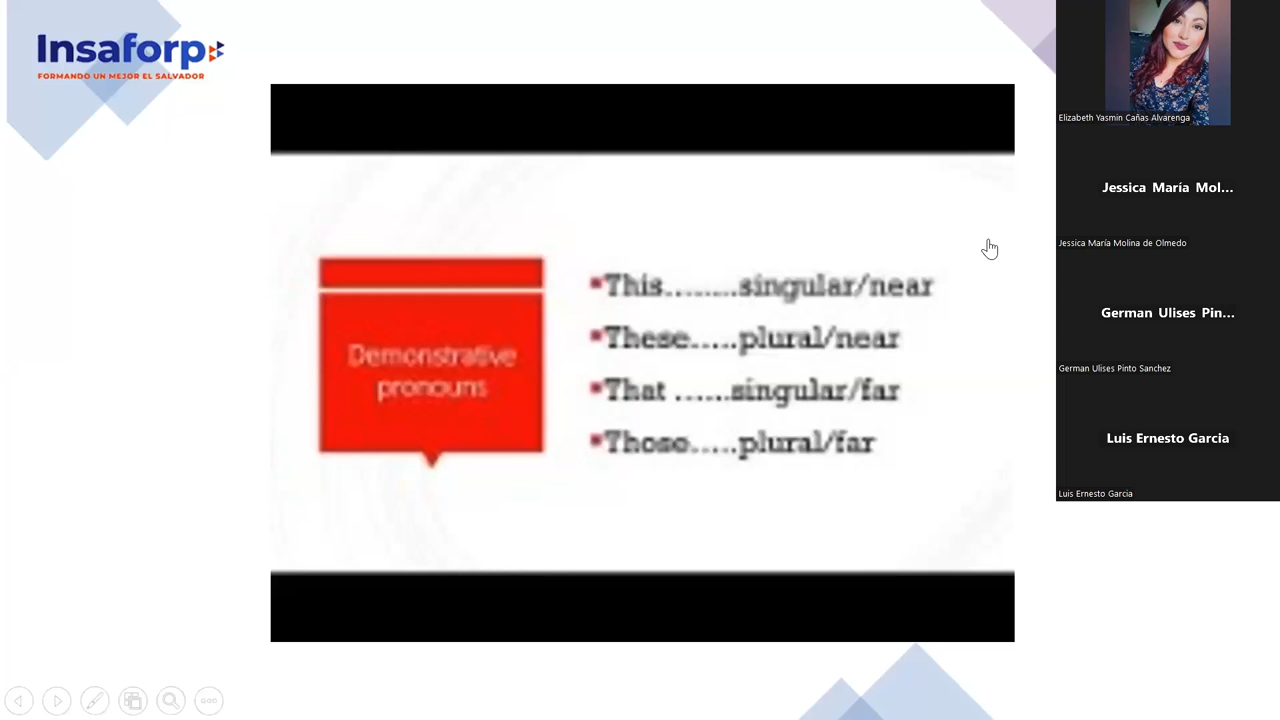 Insaforp
FORMANDO UN MEJOR EL SALVADOR
Demonstrative
pronouns
This........singular/near
These.....plural/near
That ......singular/far
Those.....plural/far
Elizabeth Yasmin Cañas Alvarenga
Jessica María Mol...
Jessica María Molina de Olmedo
German Ulises Pin...
German Ulises Pinto Sanchez
Luis Ernesto Garcia
Luis Ernesto Garcia